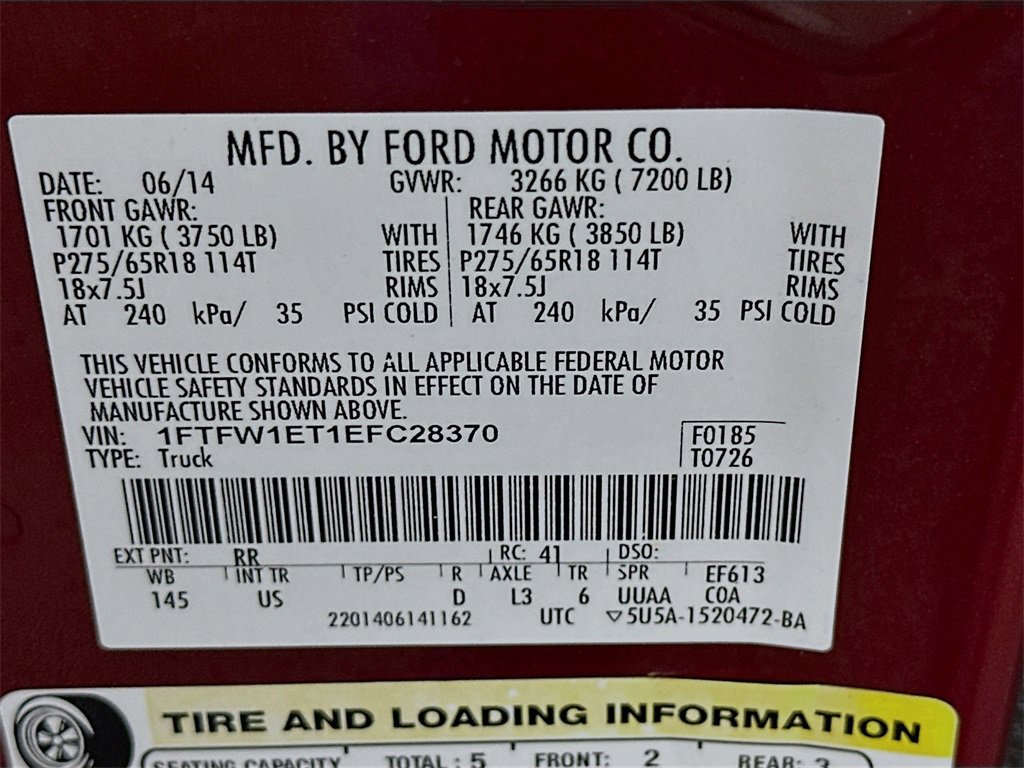 MFD. BY FORD MOTOR CO.
DATE: 06/14 GVWR: 3266 KG ( 7200 LB)
FRONT GAWR: REAR GAWR:
1701 KG ( 3750 LB) WITH 1746 KG ( 3850 LB) WITH
P275/65R18 114T TIRES P275/65R18 114T TIRES
18x7.5J RIMS 18x7.5J RIMS
AT 240 kPa/ 35 PSI COLD AT 240 kPa/ 35 PSI COLD
THIS VEHICLE CONFORMS TO ALL APPLICABLE FEDERAL MOTOR
VEHICLE SAFETY STANDARDS IN EFFECT ON THE DATE OF
MANUFACTURE SHOWN ABOVE.
VIN: 1FTFW1ET1EFC28370 F0185
TYPE: Truck T0726
EXT PNT: RR RC: 41 DSO:
WB INT TR TP/PS R AXLE TR SPR EF613
145 US D L3 6 UUAA COA
2201406141162 UTC ▽5U5A-1520472-BA
TIRE AND LOADING INFORMATION
SEATING CAPACITY TOTAL : 5 FRONT: 2 REAR: 3